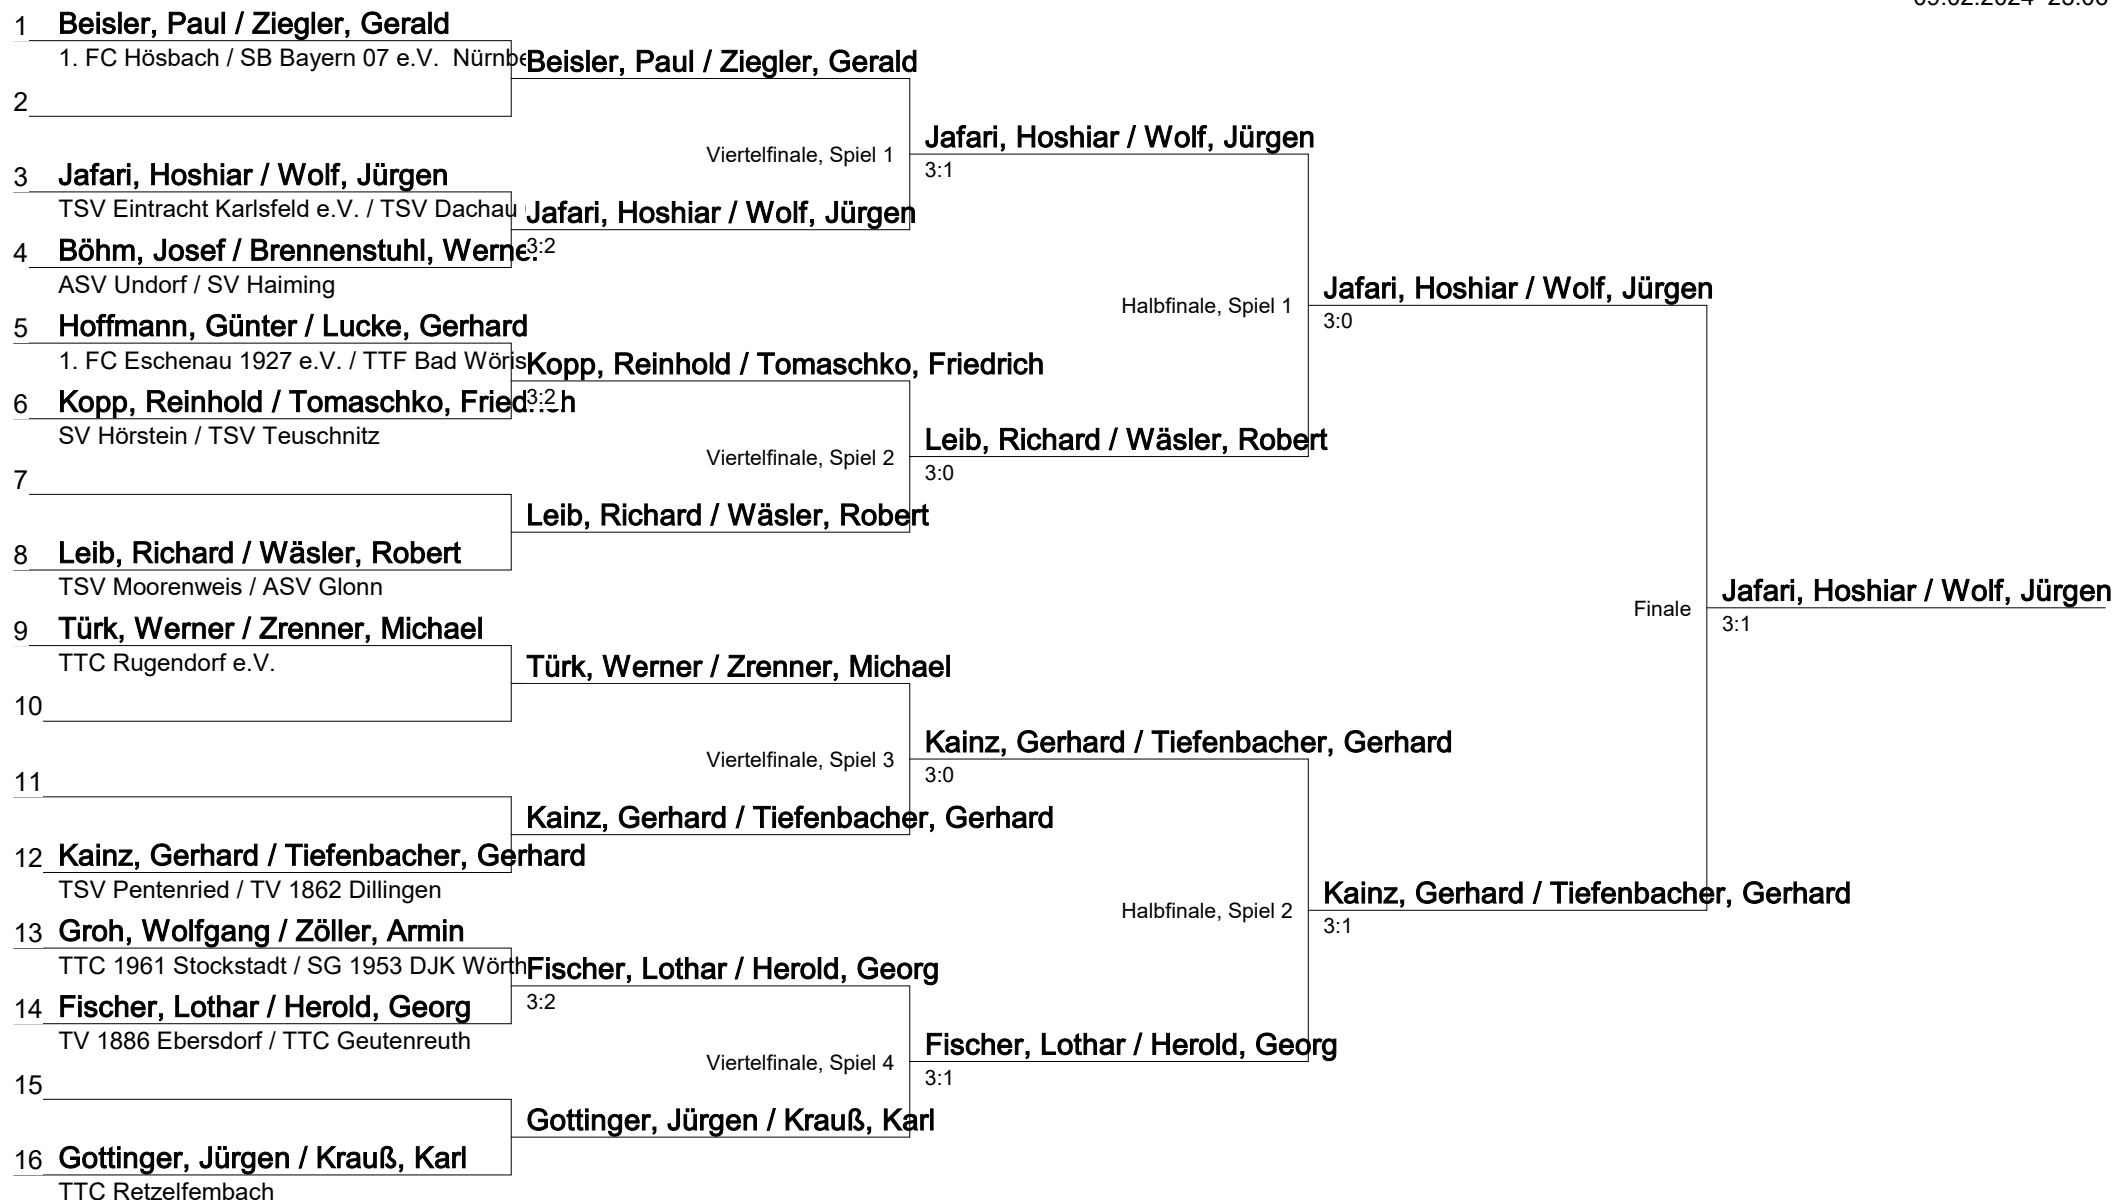 1 Beisler, Paul / Ziegler, Gerald
1. FC Hösbach / SB Bayern 07 e.V.
Beisler, Paul / Ziegler, Gerald
2
Viertelfinale, Spiel 1
Jafari, Hoshiar / Wolf, Jürgen
3:1
3 Jafari, Hoshiar / Wolf, Jürgen
TSV Eintracht Karlsfeld e.V. / TSV Dachau
Jafari, Hoshiar / Wolf, Jürgen
3:2
4 Böhm, Josef / Brennenstuhl,
ASV Undorf / SV Haiming
Halbfinale, Spiel 1
Jafari, Hoshiar / Wolf, Jürgen
3:0
5 Hoffmann, Günter / Lucke, Gerhard
1. FC Eschenau 1927 e.V. / TTF Bad
Kopp, Reinhold / Tomaschko, Friedrich
3:2
6 Kopp, Reinhold / Tomaschko,
SV Hörstein / TSV Teuschnitz
Viertelfinale, Spiel 2
Leib, Richard / Wäsler, Robert
3:0
7
Leib, Richard / Wäsler, Robert
8 Leib, Richard / Wäsler, Robert
TSV Moorenweis / ASV Glonn
Finale
Jafari, Hoshiar / Wolf, Jürgen
3:1
9 Türk, Werner / Zrenner, Michael
TTC Rugendorf e.V.
Türk, Werner / Zrenner, Michael
10
Viertelfinale, Spiel 3
Kainz, Gerhard / Tiefenbacher, Gerhard
3:0
11
Kainz, Gerhard / Tiefenbacher, Gerhard
12 Kainz, Gerhard / Tiefenbacher, Gerhard
TSV Pentenried / TV 1862 Dillingen
Halbfinale, Spiel 2
Kainz, Gerhard / Tiefenbacher, Gerhard
3:1
13 Groh, Wolfgang / Zöller, Armin
TTC 1961 Stockstadt / SG 1953 DJK Wörth
Fischer, Lothar / Herold, Georg
3:2
14 Fischer, Lothar / Herold, Georg
TV 1886 Ebersdorf / TTC Geutenreuth
Viertelfinale, Spiel 4
Fischer, Lothar / Herold, Georg
3:1
15
Gottinger, Jürgen / Krauß, Karl
16 Gottinger, Jürgen / Krauß, Karl
TTC Retzelfembach